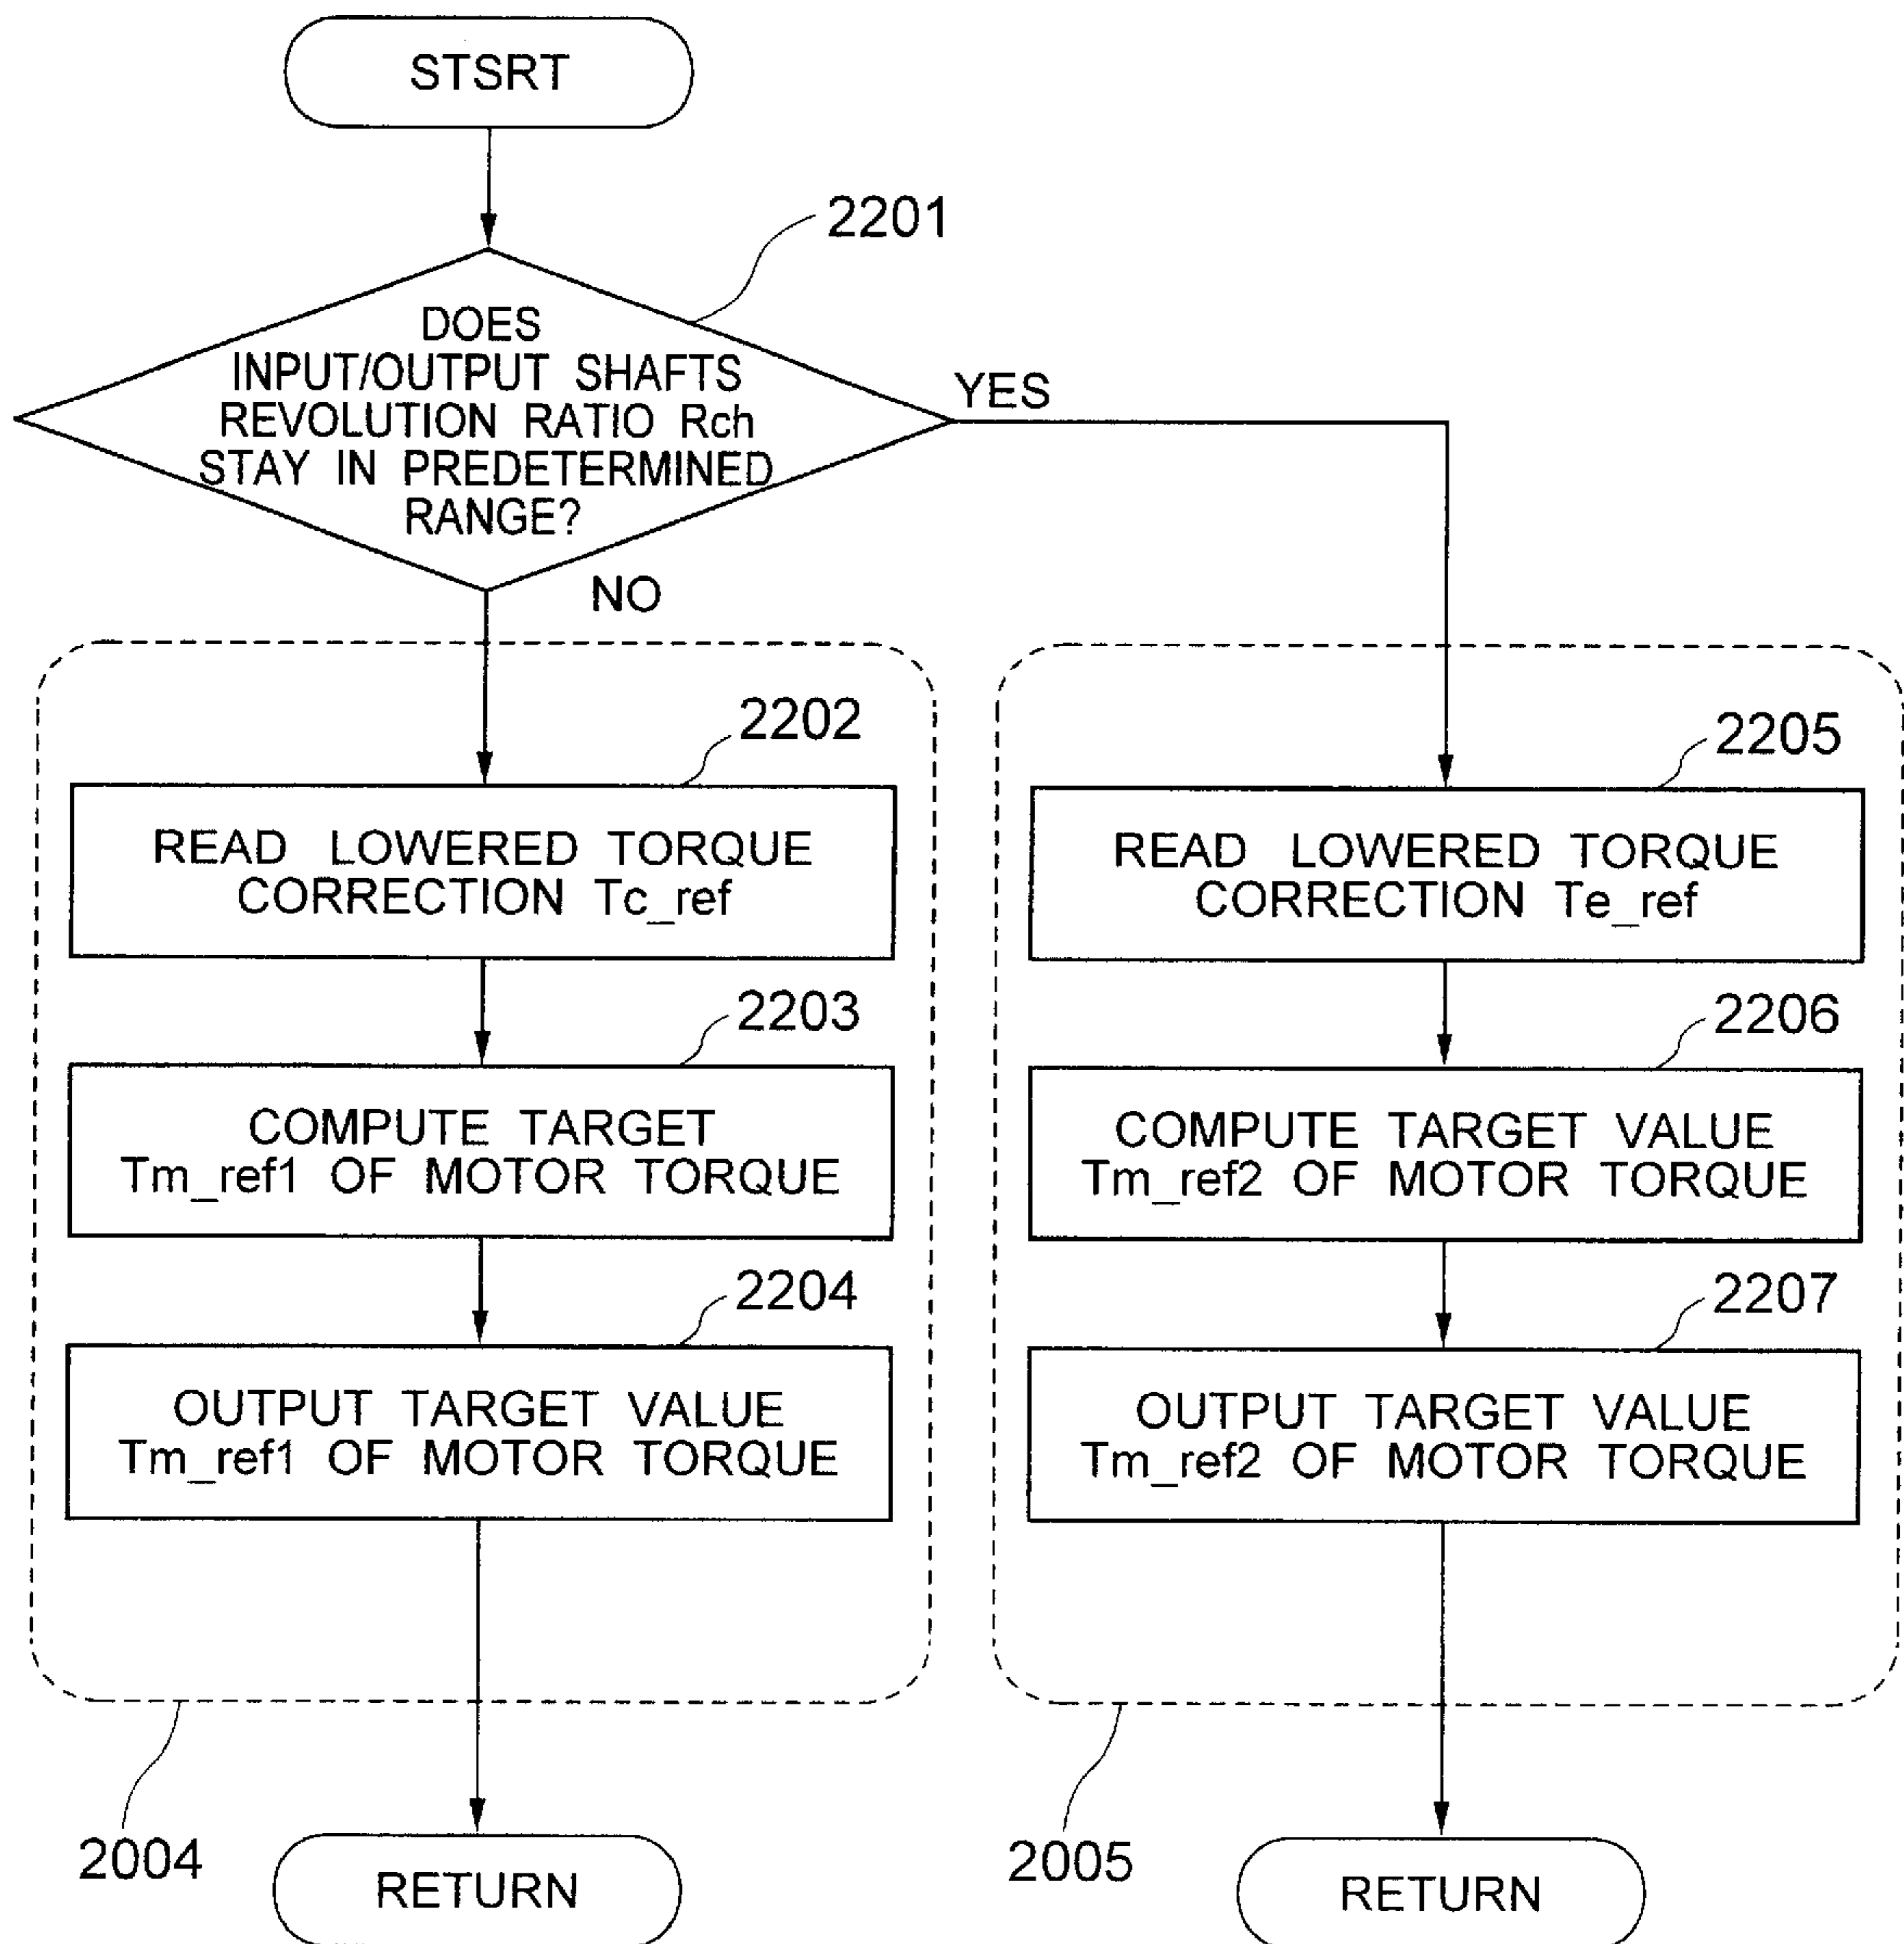 STSRT
2201
DOES
INPUT/OUTPUT SHAFTS
REVOLUTION RATIO Rch
STAY IN PREDETERMINED
RANGE?
YES
NO
2202
READ LOWERED TORQUE
CORRECTION Tc_ref
2203
COMPUTE TARGET
Tm_ref1 OF MOTOR TORQUE
2204
OUTPUT TARGET VALUE
Tm_ref1 OF MOTOR TORQUE
2004
RETURN
2205
READ LOWERED TORQUE
CORRECTION Te_ref
2206
COMPUTE TARGET VALUE
Tm_ref2 OF MOTOR TORQUE
2207
OUTPUT TARGET VALUE
Tm_ref2 OF MOTOR TORQUE
2005
RETURN